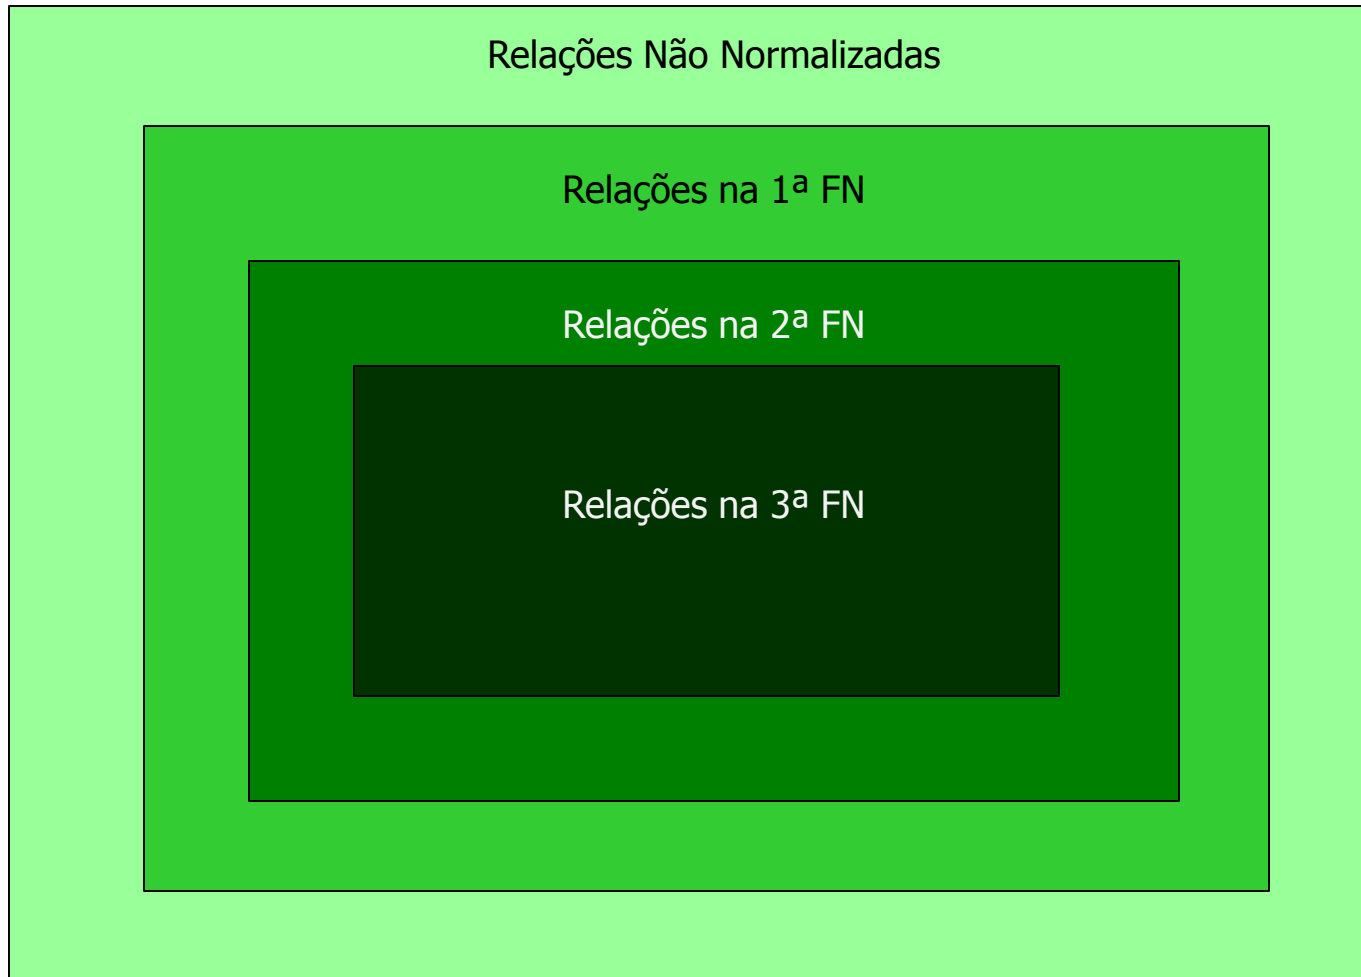 Relações Não Normalizadas
Relações na 1ª FN
Relações na 2ª FN
Relações na 3ª FN